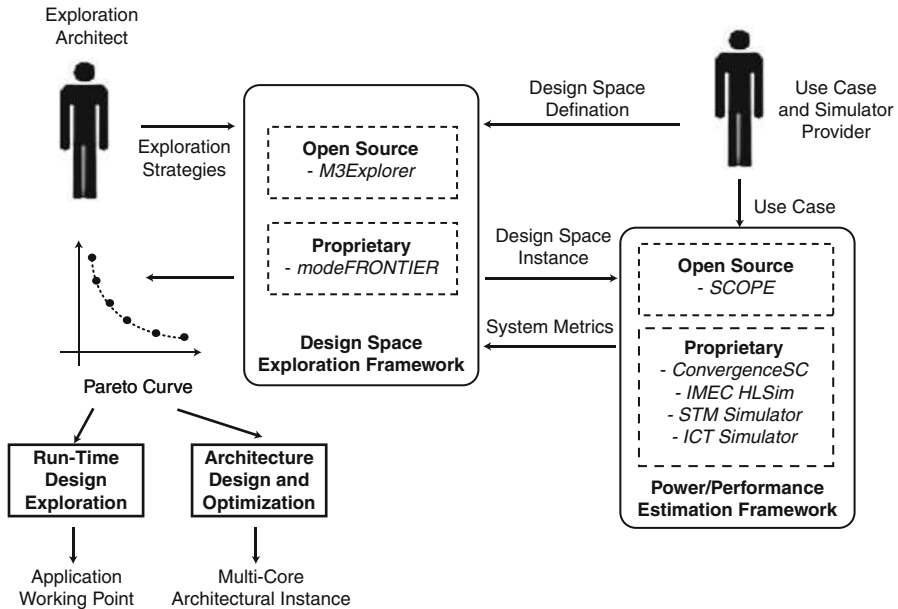 Exploration
Architect
Exploration
Strategies
Open Source
- M3Explorer
Proprietary
- modeFRONTIER
Design Space
Exploration Framework
Design Space
Defination
Use Case
and Simulator
Provider
Use Case
Design Space
Instance
System Metrics
Open Source
- SCOPE
Proprietary
- ConvergenceSC
- IMEC HLSim
- STM Simulator
- ICT Simulator
Power/Performance
Estimation Framework
Pareto Curve
Run-Time
Design
Exploration
Architecture
Design and
Optimization
Application
Working Point
Multi-Core
Architectural Instance